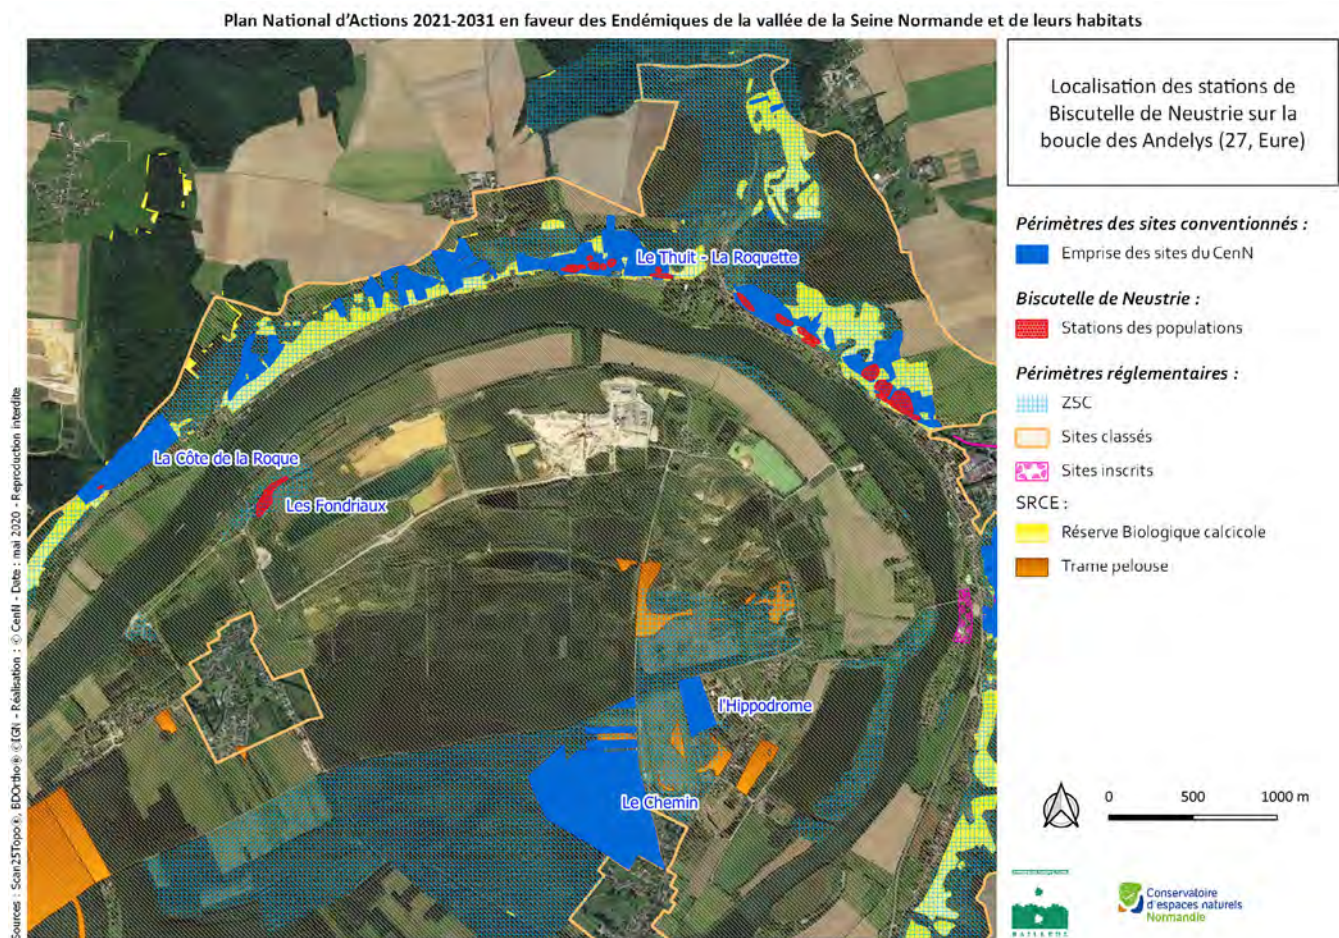 Plan National d'Actions 2021-2031 en faveur des Endémiques de la vallée de la Seine Normande et de leurs habitats
Localisation des stations de
Biscutelle de Neustrie sur la
boucle des Andelys (27, Eure)
Périmètres des sites conventionnés :
Emprise des sites du CenN
Biscutelle de Neustrie :
Stations des populations
Périmètres réglementaires :
ZSC
Sites classés
Sites inscrits
SRCE :
Réserve Biologique calcicole
Trame pelouse
Le Thuit - La Roquette
La Côte de la Roque
Les Fondriaux
l'Hippodrome
Le Chemin
0 500 1000 m
BAILLEUL
Conservatoire
d'espaces naturels
Normandie
Sources : Scan25Topo®, BDOrtho® ©IGN - Réalisation : © CenN - Date : mai 2020 - Reproduction interdite